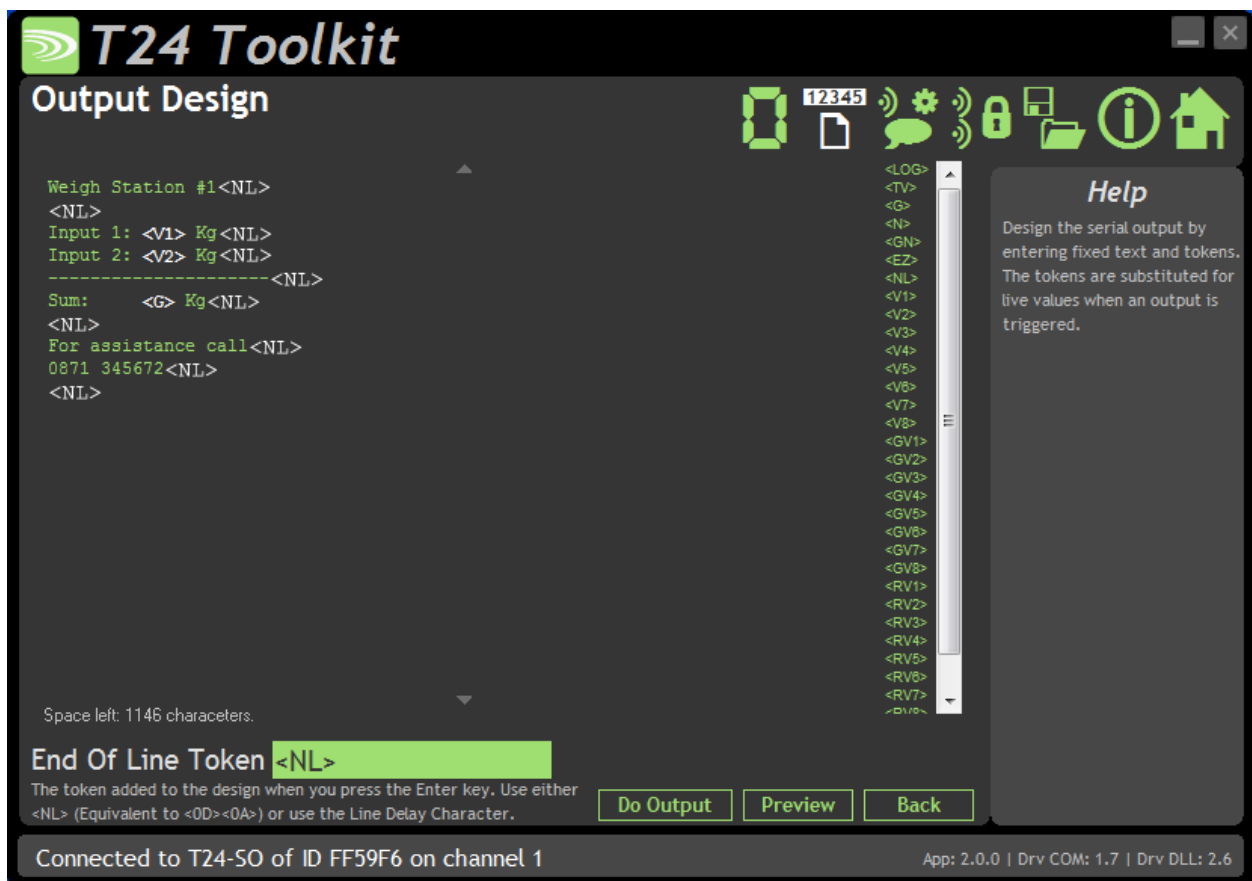 T24 Toolkit
Output Design
12345
Weigh Station #1<NL>
<NL>
Input 1: <V1> Kg<NL>
Input 2: <V2> Kg<NL>
---------------------<NL>
Sum:     <G> Kg<NL>
<NL>
For assistance call<NL>
0871 345672<NL>
<NL>
<LOG>
<TV>
<G>
<N>
<GN>
<EZ>
<NL>
<V1>
<V2>
<V3>
<V4>
<V5>
<V6>
<V7>
<V8>
<GV1>
<GV2>
<GV3>
<GV4>
<GV5>
<GV6>
<GV7>
<GV8>
<RV1>
<RV2>
<RV3>
<RV4>
<RV5>
<RV6>
<RV7>
<RV8>
Help
Design the serial output by
entering fixed text and tokens.
The tokens are substituted for
live values when an output is
triggered.
Space left: 1146 characeters.
End Of Line Token <NL>
The token added to the design when you press the Enter key. Use either
<NL> (Equivalent to <0D><0A>) or use the Line Delay Character.
Do Output
Preview
Back
Connected to T24-SO of ID FF59F6 on channel 1
App: 2.0.0 | Drv COM: 1.7 | Drv DLL: 2.6